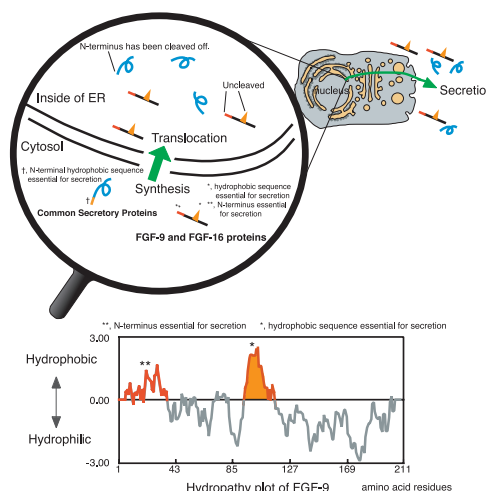 N-terminus has been cleaved off.
Uncleaved
Inside of ER
Translocation
Cytosol
†, N-terminal hydrophobic sequence
essential for secretion
Synthesis
*, hydrophobic sequence
essential for secretion
**, N-terminus essential
for secretion
†
Common Secretory Proteins
**
*
FGF-9 and FGF-16 proteins
nucleus
Secretio
**, N-terminus essential for secretion
*, hydrophobic sequence essential for secretion
3.00
Hydrophobic
**
*
0.00
Hydrophilic
-3.00
1
43
85
127
169
211
Hydropathy plot of FGF-9
amino acid residues